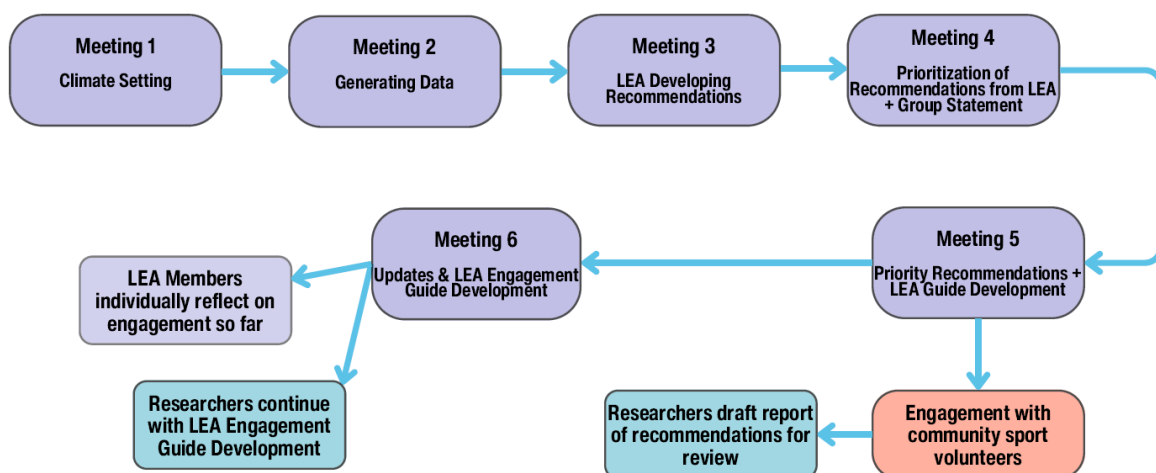 Meeting 1
Climate Setting
Meeting 2
Generating Data
Meeting 3
LEA Developing
Recommendations
Meeting 4
Prioritization of
Recommendations from LEA
+ Group Statement
Meeting 5
Priority Recommendations +
LEA Guide Development
Meeting 6
Updates & LEA Engagement
Guide Development
LEA Members
individually reflect on
engagement so far
Researchers continue
with LEA Engagement
Guide Development
Engagement with
community sport
volunteers
Researchers draft report
of recommendations for
review